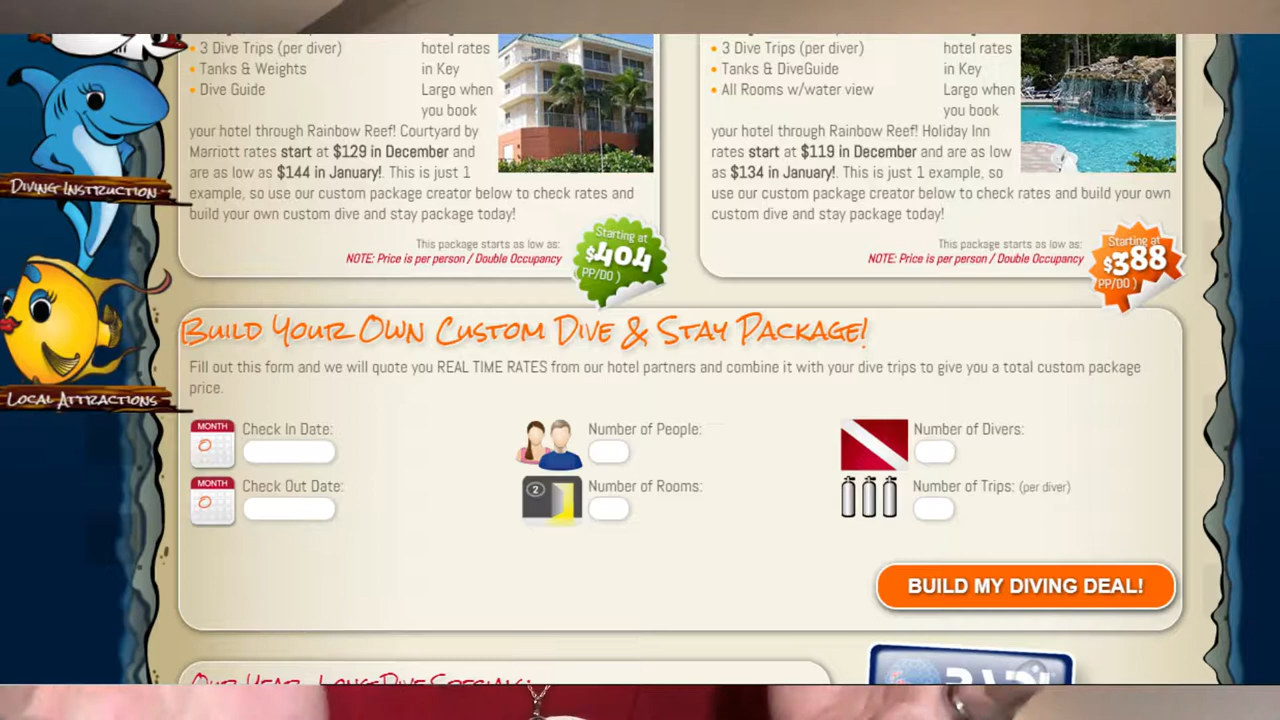 • 3 Dive Trips (per diver)
• Tanks & Weights
• Dive Guide
hotel rates
in Key
Largo when
you book
your hotel through Rainbow Reef! Courtyard by
Marriott rates start at $129 in December and
are as low as $144 in January!. This is just 1
example, so use our custom package creator below to check rates and
build your own custom dive and stay package today!
This package starts as low as:
NOTE: Price is per person / Double Occupancy
Starting at
$404
PP/DO )
• 3 Dive Trips (per diver)
• Tanks & DiveGuide
• All Rooms w/water view
hotel rates
in Key
Largo when
you book
your hotel through Rainbow Reef! Holiday Inn
rates start at $119 in December and are as low
as $134 in January!. This is just 1 example, so
use our custom package creator below to check rates and build your own
custom dive and stay package today!
This package starts as low as:
NOTE: Price is per person / Double Occupancy
Starting at
$388
PP/DO )
Diving Instruction
Local Attractions
Build Your Own Custom Dive & Stay Package!
Fill out this form and we will quote you REAL TIME RATES from our hotel partners and combine it with your dive trips to give you a total custom package
price.
MONTH
Check In Date:
Number of People:
Number of Divers:
MONTH
Check Out Date:
2
Number of Rooms:
Number of Trips: (per diver)
BUILD MY DIVING DEAL!
Our Year-Long Dive Specials:
PADI